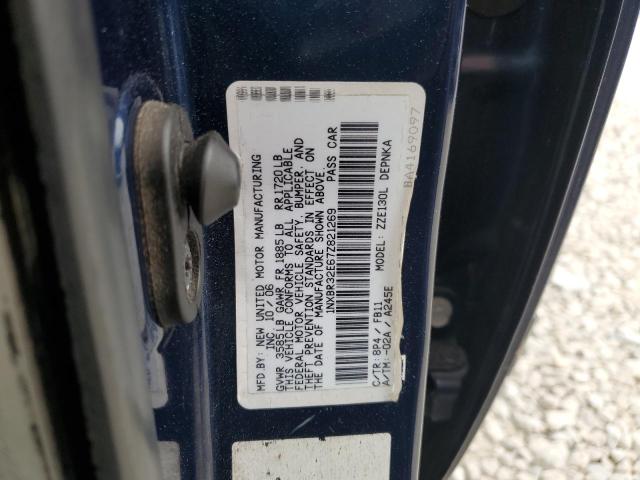 MFD. BY: NEW UNITED MOTOR MANUFACTURING
INC. 10 / 06
GVWR 3585LB GAWR FR 1885LB RR 1720LB
THIS VEHICLE CONFORMS TO ALL APPLICABLE
FEDERAL MOTOR VEHICLE SAFETY, BUMPER, AND
THEFT PREVENTION STANDARDS IN EFFECT ON
THE DATE OF MANUFACTURE SHOWN ABOVE.
1NXBR32E67Z821269 PASS CAR
C/TR: 8P4 / FB11 MODEL: ZZE130L DEPNKA
A/TM: -02A / A245E
BA4169097